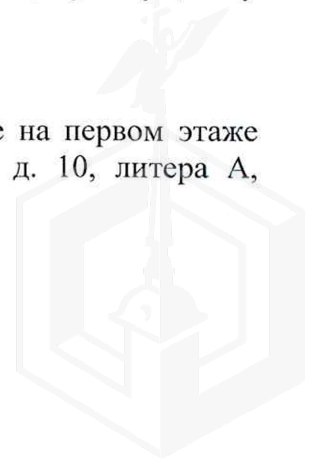 е на первом этаже
д. 10, литера А,